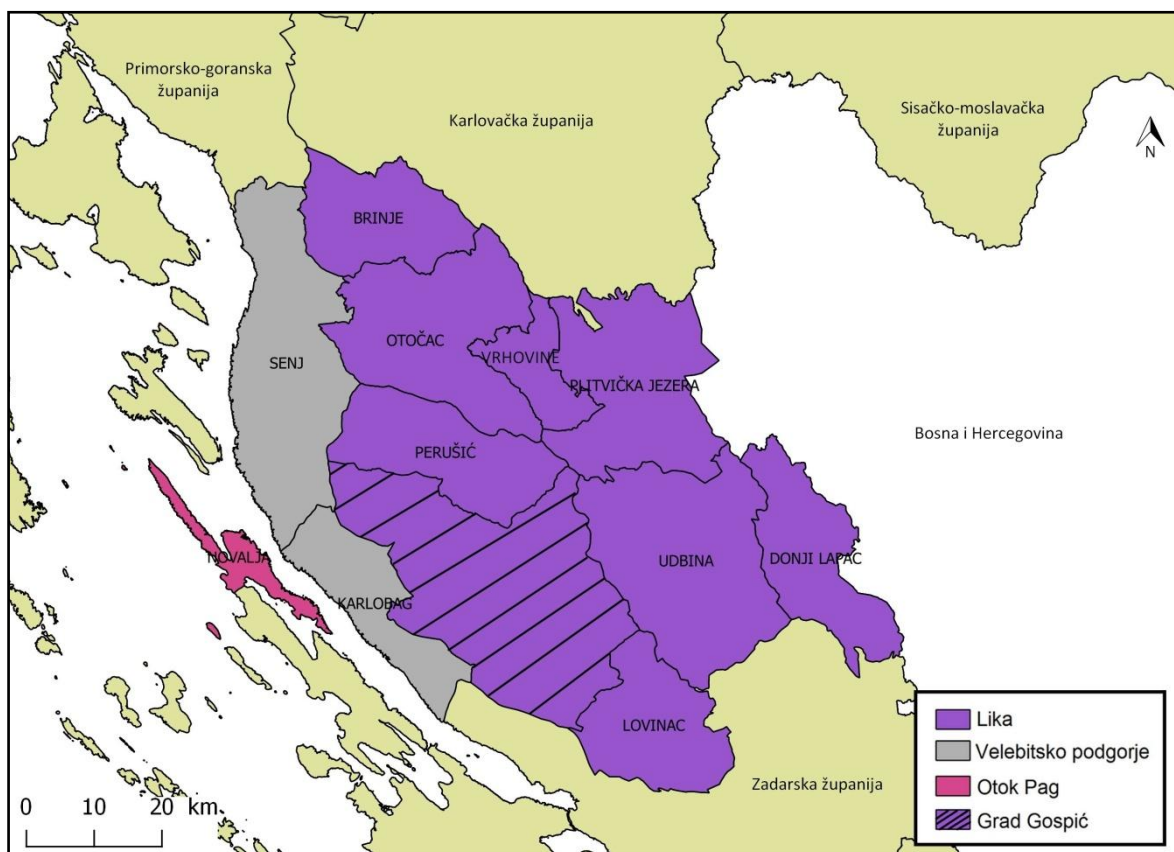 Primorsko-goranska
županija
Karlovačka županija
Sisačko-moslavačka
županija
N
BRINJE
OTOČAC
VRHOVINE
SENJ
PLITVIČKA JEZERA
PERUŠIĆ
Bosna i Hercegovina
NOVALJA
UDBINA
DONJI LAPAC
KARLOBAG
LOVINAC
Zadarska županija
Lika
Velebitsko podgorje
Otok Pag
Grad Gospić
0 10 20 km